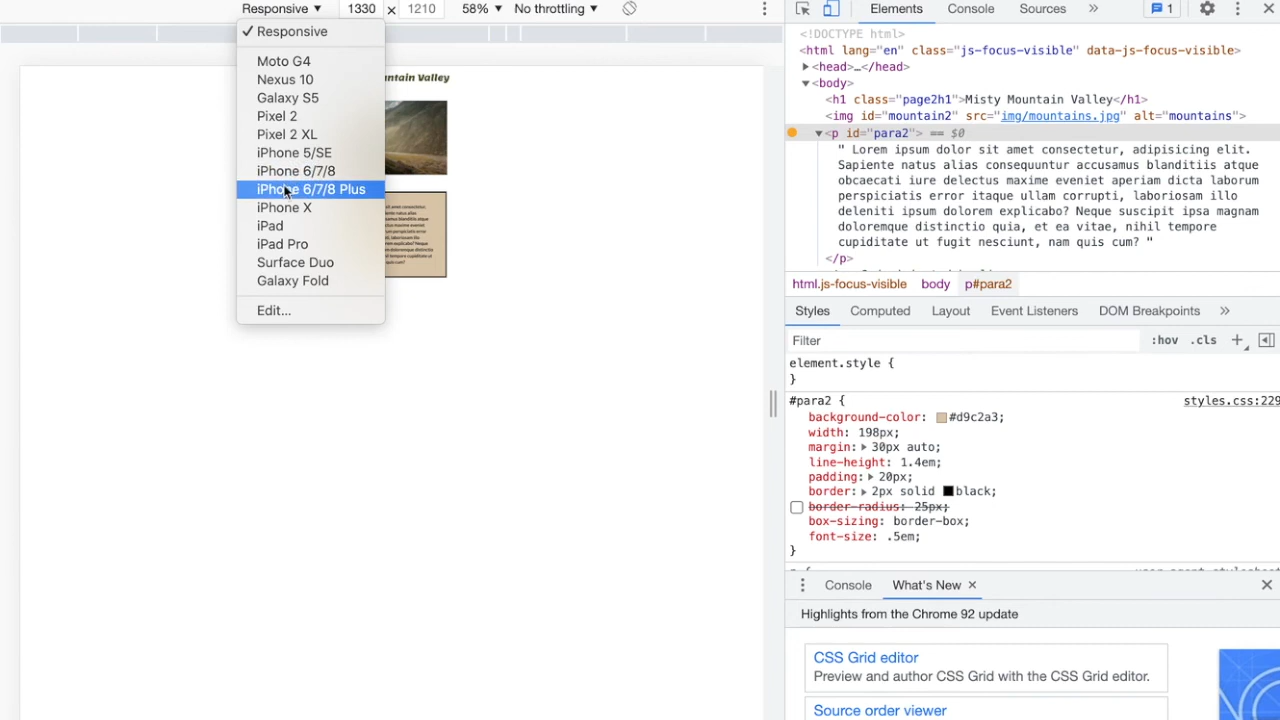 Responsive ▾ 1330 × 1210 58% ▾ No throttling ▾
✓ Responsive
Moto G4
Nexus 10
Galaxy S5
Pixel 2
Pixel 2 XL
iPhone 5/SE
iPhone 6/7/8
iPhone 6/7/8 Plus
iPhone X
iPad
iPad Pro
Surface Duo
Galaxy Fold
Edit...
ntain Valley
Elements Console Sources » 1
<!DOCTYPE html>
<html lang="en" class="js-focus-visible" data-js-focus-visible>
▶<head>…</head>
▼<body>
<h1 class="page2h1">Misty Mountain Valley</h1>
<img id="mountain2" src="img/mountains.jpg" alt="mountains">
▼<p id="para2"> == $0
" Lorem ipsum dolor sit amet consectetur, adipisicing elit.
Sapiente natus alias consequuntur accusamus blanditiis atque
obcaecati iure delectus maxime eveniet aperiam dicta laborum
perspiciatis error itaque ullam corrupti, laboriosam
deleniti ipsum dolorem explicabo? Neque suscipit ipsa magnam
doloremque distinctio quia, et ea vitae, nihil tempore
cupiditate ut fugit nesciunt, nam quis cum? "
</p>
html.js-focus-visible body p#para2
Styles Computed Layout Event Listeners DOM Breakpoints »
Filter :hov .cls +
element.style {
}
#para2 { styles.css:229
background-color: #d9c2a3;
width: 198px;
margin: ▶ 30px auto;
line-height: 1.4em;
padding: ▶ 20px;
border: ▶ 2px solid black;
border-radius: 25px;
box-sizing: border-box;
font-size: .5em;
}
Console What's New ×
Highlights from the Chrome 92 update
CSS Grid editor
Preview and author CSS Grid with the CSS Grid editor.
Source order viewer